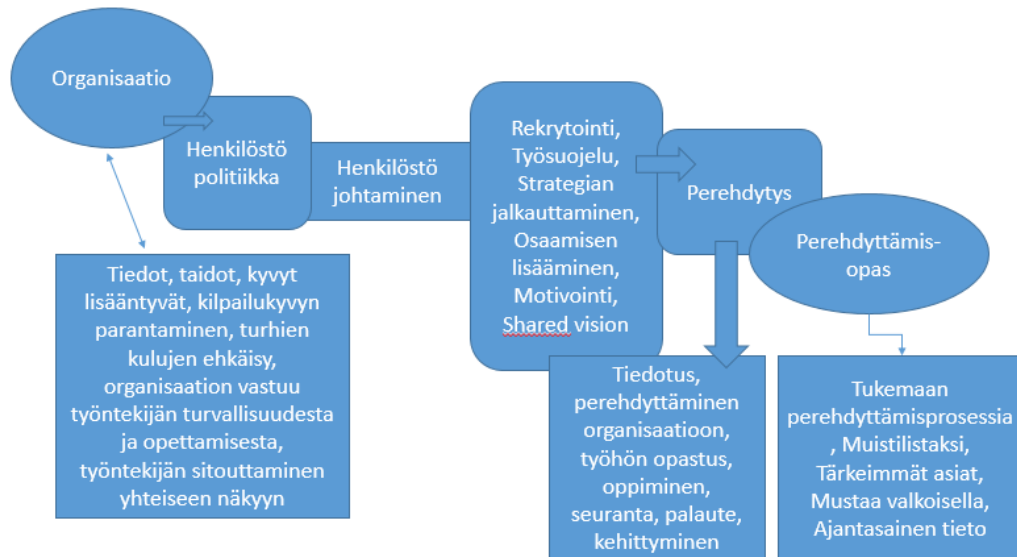 Organisaatio
Henkilöstö
politiikka
Henkilöstö
johtaminen
Rekrytointi,
Työsuojelu,
Strategian
jalkauttaminen,
Osaamisen
lisääminen,
Motivointi,
Shared vision
Perehdytys
Perehdyttämis-
opas
Tiedot, taidot, kyvyt
lisääntyvät, kilpailukyvyn
parantaminen, turhien
kulujen ehkäisy,
organisaation vastuu
työntekijän turvallisuudesta
ja opettamisesta,
työntekijän sitouttaminen
yhteiseen näkyyn
Tiedotus,
perehdyttäminen
organisaatioon,
työhön opastus,
oppiminen,
seuranta, palaute,
kehittyminen
Tukemaan
perehdyttämisprosessia
, Muistilistaksi,
Tärkeimmät asiat,
Mustaa valkoisella,
Ajantasainen tieto